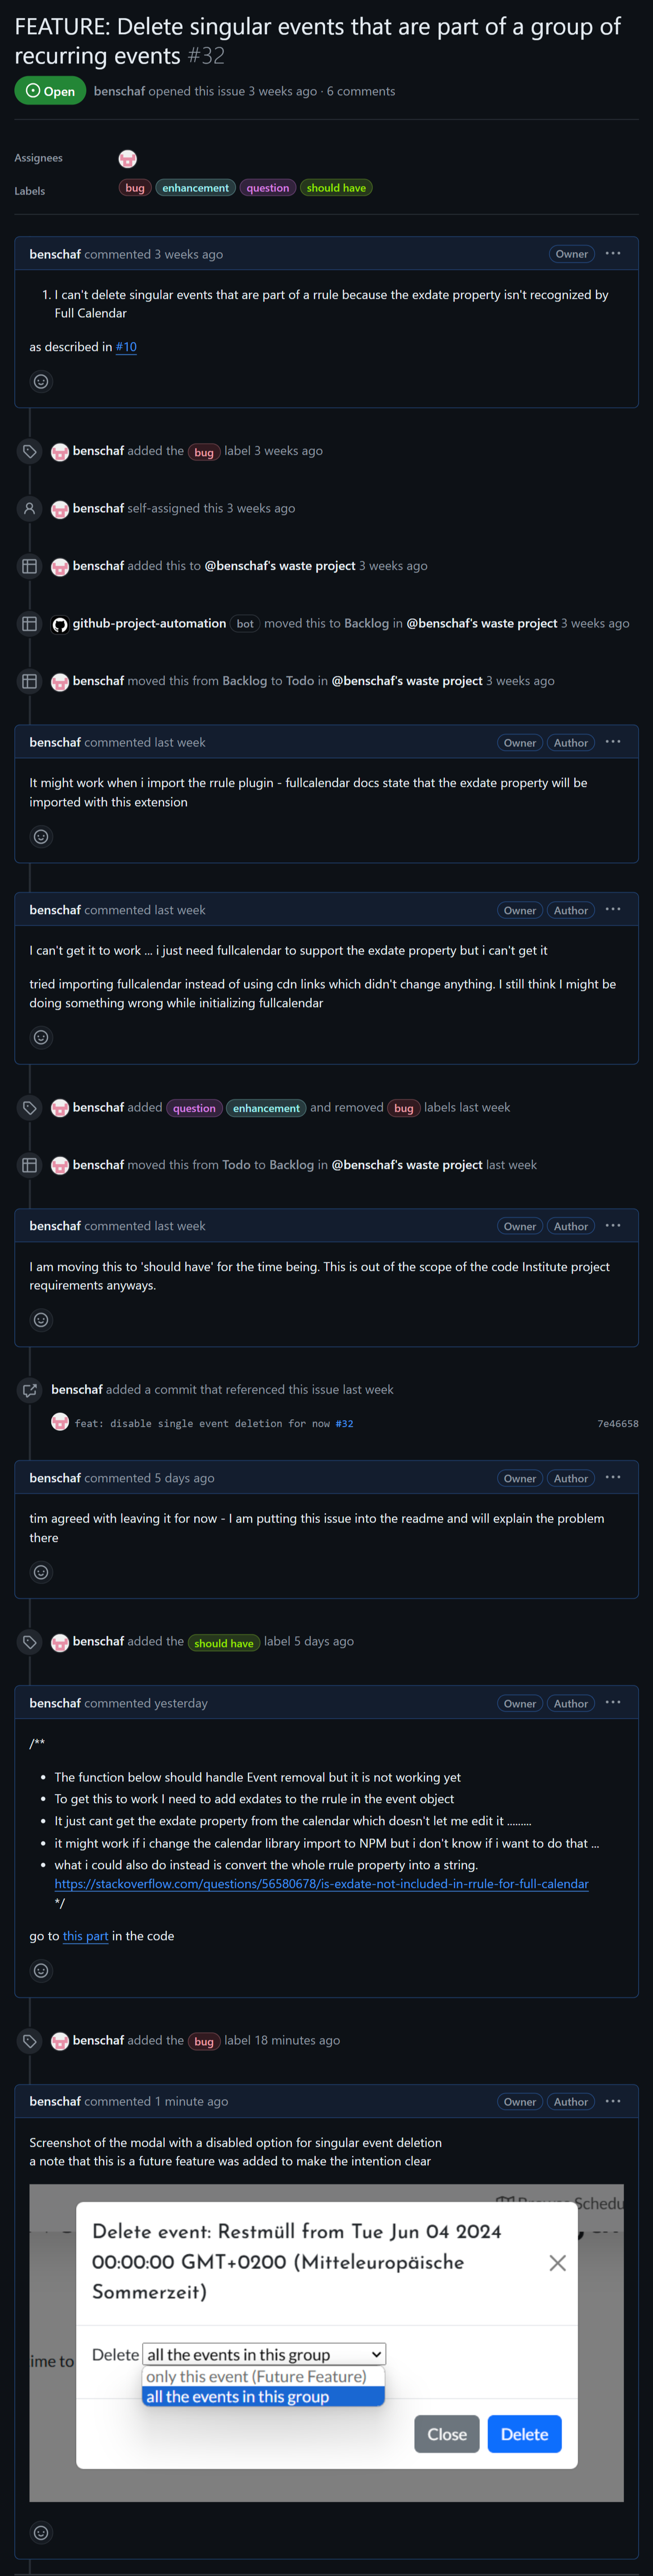 FEATURE: Delete singular events that are part of a group of
recurring events #32
Open benschaf opened this issue 3 weeks ago · 6 comments
Assignees
Labels bug enhancement question should have
benschaf commented 3 weeks ago Owner ···
1. I can't delete singular events that are part of a rrule because the exdate property isn't recognized by
Full Calendar
as described in #10
benschaf added the bug label 3 weeks ago
benschaf self-assigned this 3 weeks ago
benschaf added this to @benschaf's waste project 3 weeks ago
github-project-automation bot moved this to Backlog in @benschaf's waste project 3 weeks ago
benschaf moved this from Backlog to Todo in @benschaf's waste project 3 weeks ago
benschaf commented last week Owner Author ···
It might work when i import the rrule plugin - fullcalendar docs state that the exdate property will be
imported with this extension
benschaf commented last week Owner Author ···
I can't get it to work ... i just need fullcalendar to support the exdate property but i can't get it
tried importing fullcalendar instead of using cdn links which didn't change anything. I still think I might be
doing something wrong while initializing fullcalendar
benschaf added question enhancement and removed bug labels last week
benschaf moved this from Todo to Backlog in @benschaf's waste project last week
benschaf commented last week Owner Author ···
I am moving this to 'should have' for the time being. This is out of the scope of the code Institute project
requirements anyways.
benschaf added a commit that referenced this issue last week
feat: disable single event deletion for now #32 7e46658
benschaf commented 5 days ago Owner Author ···
tim agreed with leaving it for now - I am putting this issue into the readme and will explain the problem
there
benschaf added the should have label 5 days ago
benschaf commented yesterday Owner Author ···
/**
• The function below should handle Event removal but it is not working yet
• To get this to work I need to add exdates to the rrule in the event object
• It just cant get the exdate property from the calendar which doesn't let me edit it .........
• it might work if i change the calendar library import to NPM but i don't know if i want to do that ...
• what i could also do instead is convert the whole rrule property into a string.
https://stackoverflow.com/questions/56580678/is-exdate-not-included-in-rrule-for-full-calendar
*/
go to this part in the code
benschaf added the bug label 18 minutes ago
benschaf commented 1 minute ago Owner Author ···
Screenshot of the modal with a disabled option for singular event deletion
a note that this is a future feature was added to make the intention clear
Delete event: Restmüll from Tue Jun 04 2024
00:00:00 GMT+0200 (Mitteleuropäische
Sommerzeit)
ime to
Delete all the events in this group
only this event (Future Feature)
all the events in this group
Close Delete